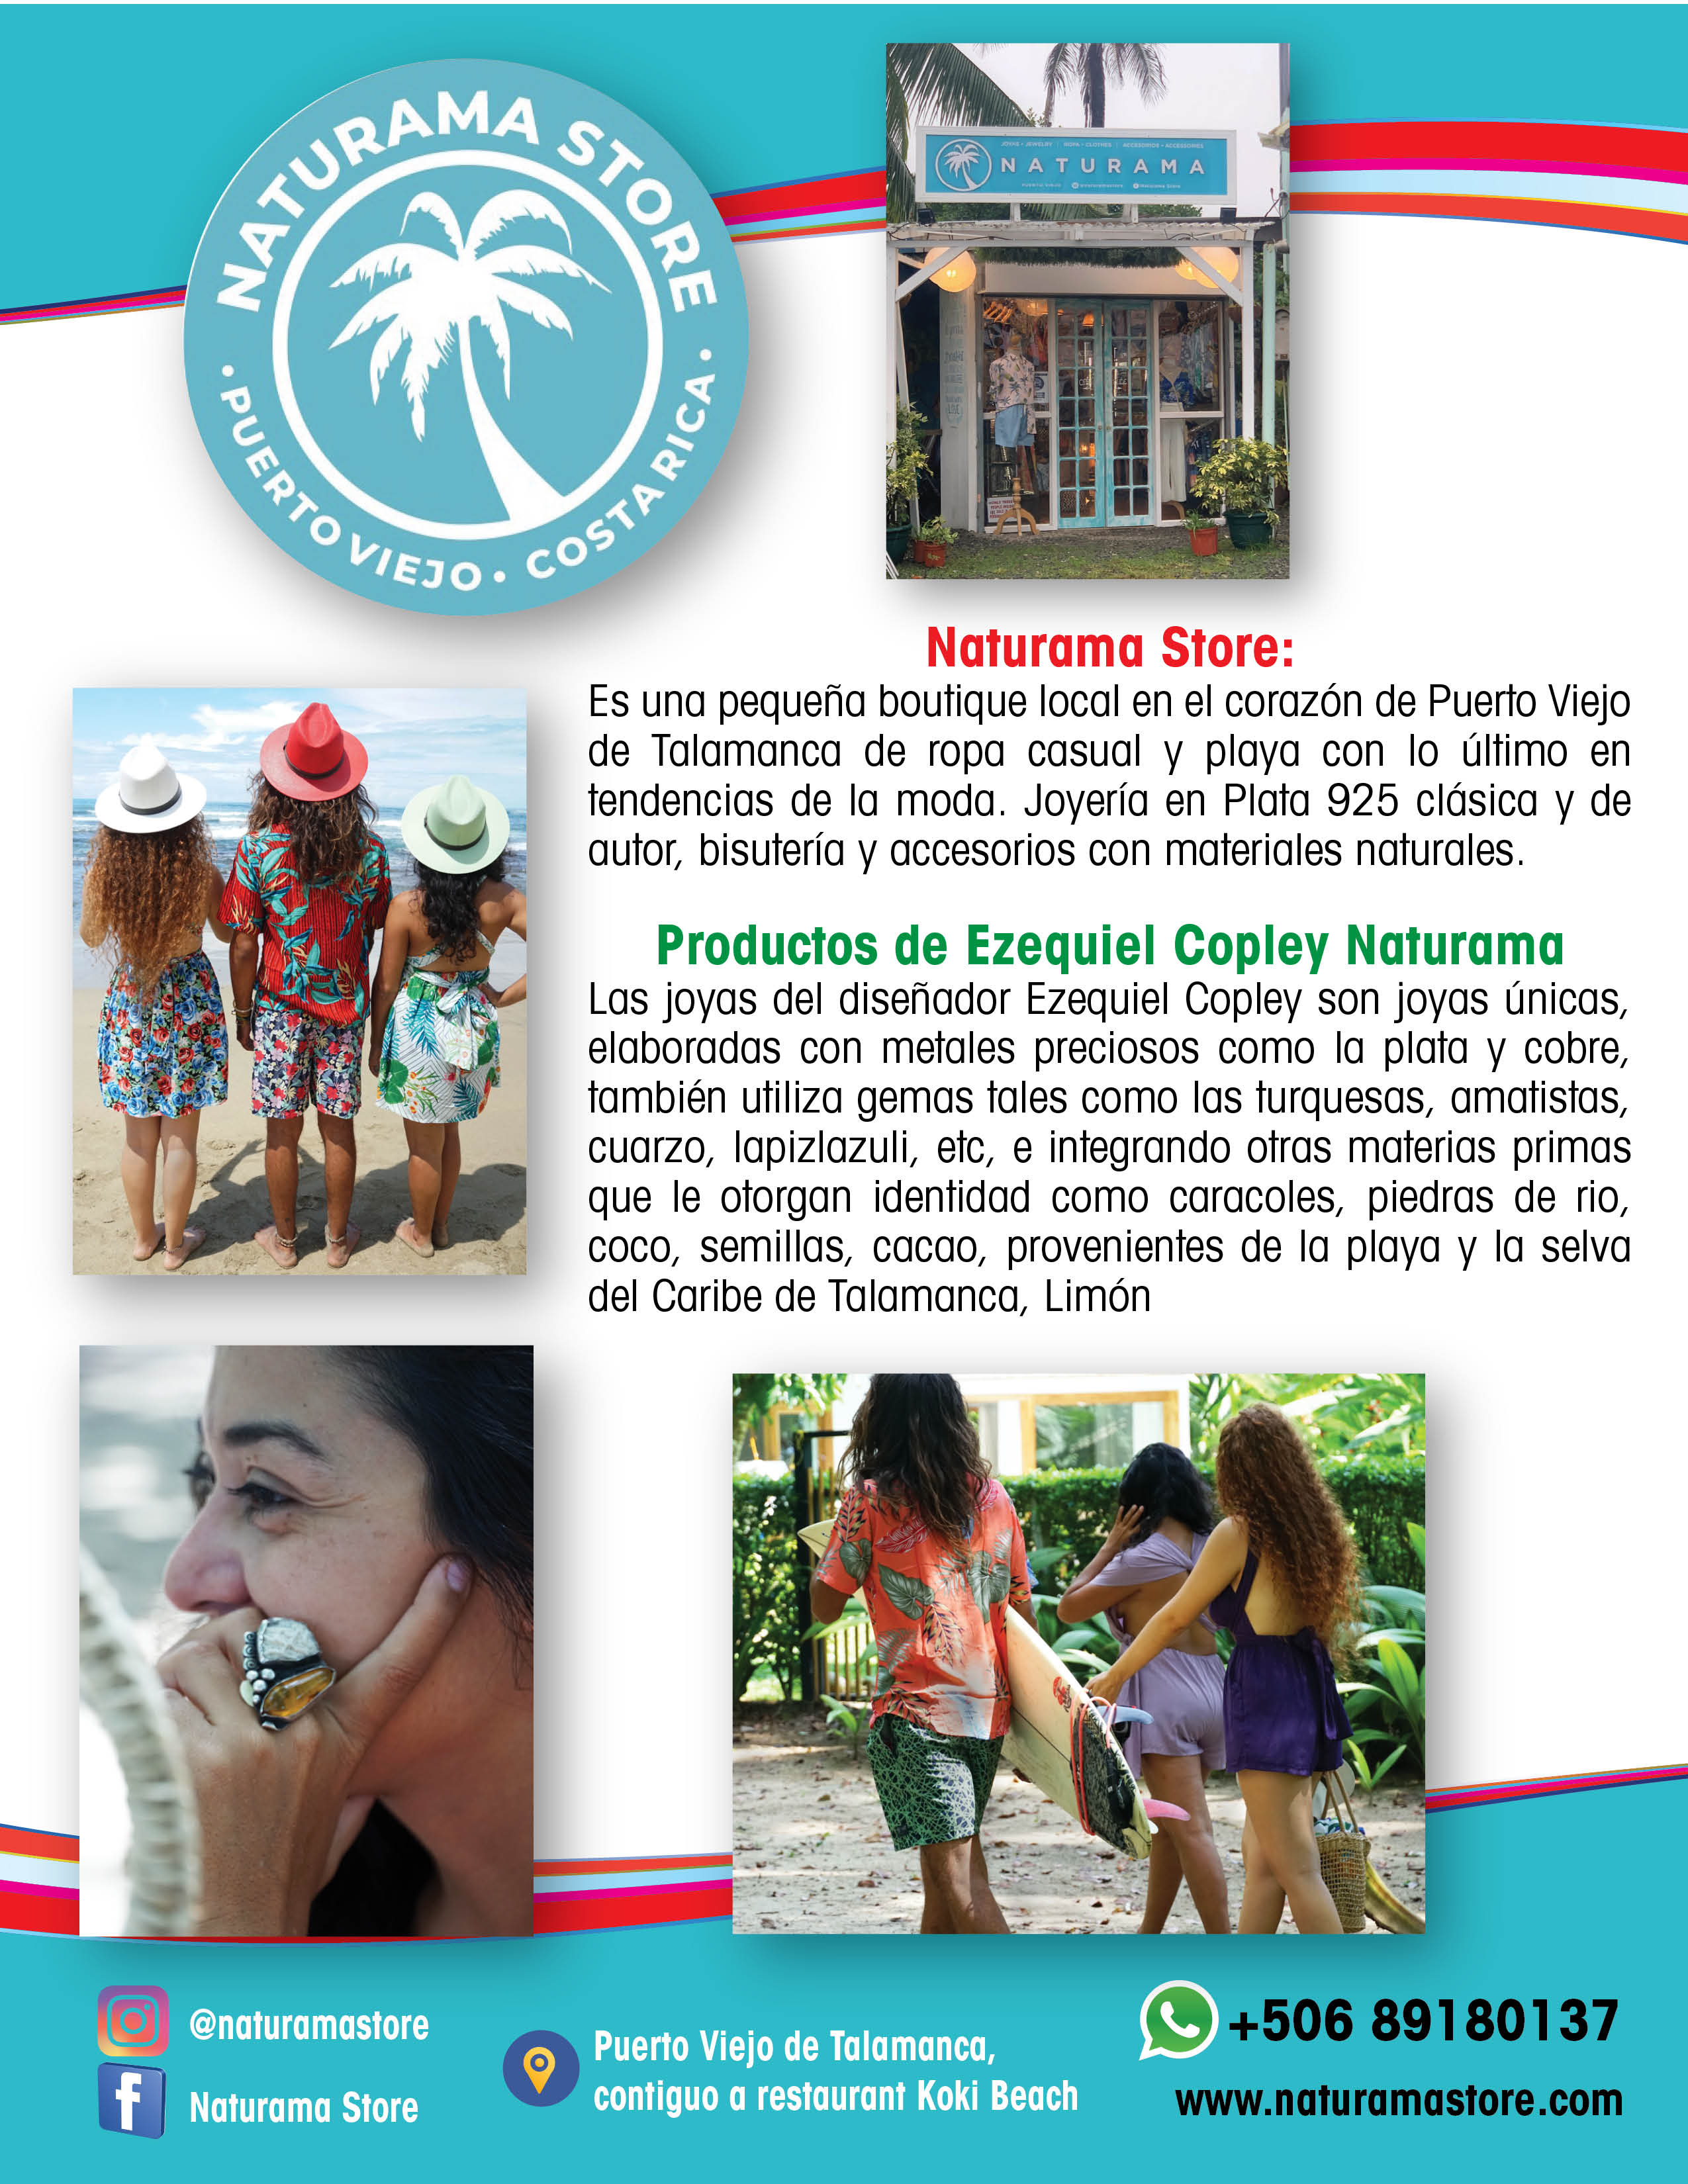 NATURAMA STORE
• PUERTO VIEJO • COSTA RICA •
JOYAS • JEWELRY | ROPA • CLOTHES | ACCESORIOS • ACCESSORIES
NATURAMA
Naturama Store:
Es una pequeña boutique local en el corazón de Puerto Viejo
de Talamanca de ropa casual y playa con lo último en
tendencias de la moda. Joyería en Plata 925 clásica y de
autor, bisutería y accesorios con materiales naturales.
Productos de Ezequiel Copley Naturama
Las joyas del diseñador Ezequiel Copley son joyas únicas,
elaboradas con metales preciosos como la plata y cobre,
también utiliza gemas tales como las turquesas, amatistas,
cuarzo, lapizlazuli, etc, e integrando otras materias primas
que le otorgan identidad como caracoles, piedras de rio,
coco, semillas, cacao, provenientes de la playa y la selva
del Caribe de Talamanca, Limón
@naturamastore
Naturama Store
Puerto Viejo de Talamanca,
contiguo a restaurant Koki Beach
+506 89180137
www.naturamastore.com